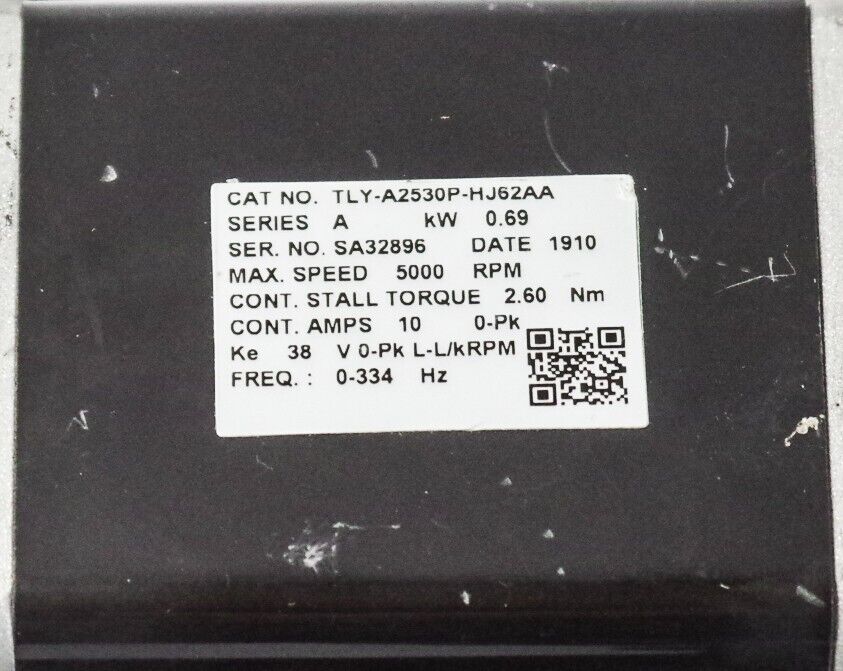 CAT NO. TLY-A2530P-HJ62AA
SERIES A kW 0.69
SER. NO. SA32896 DATE 1910
MAX. SPEED 5000 RPM
CONT. STALL TORQUE 2.60 Nm
CONT. AMPS 10 0-Pk
Ke 38 V 0-Pk L-L/kRPM
FREQ. : 0-334 Hz